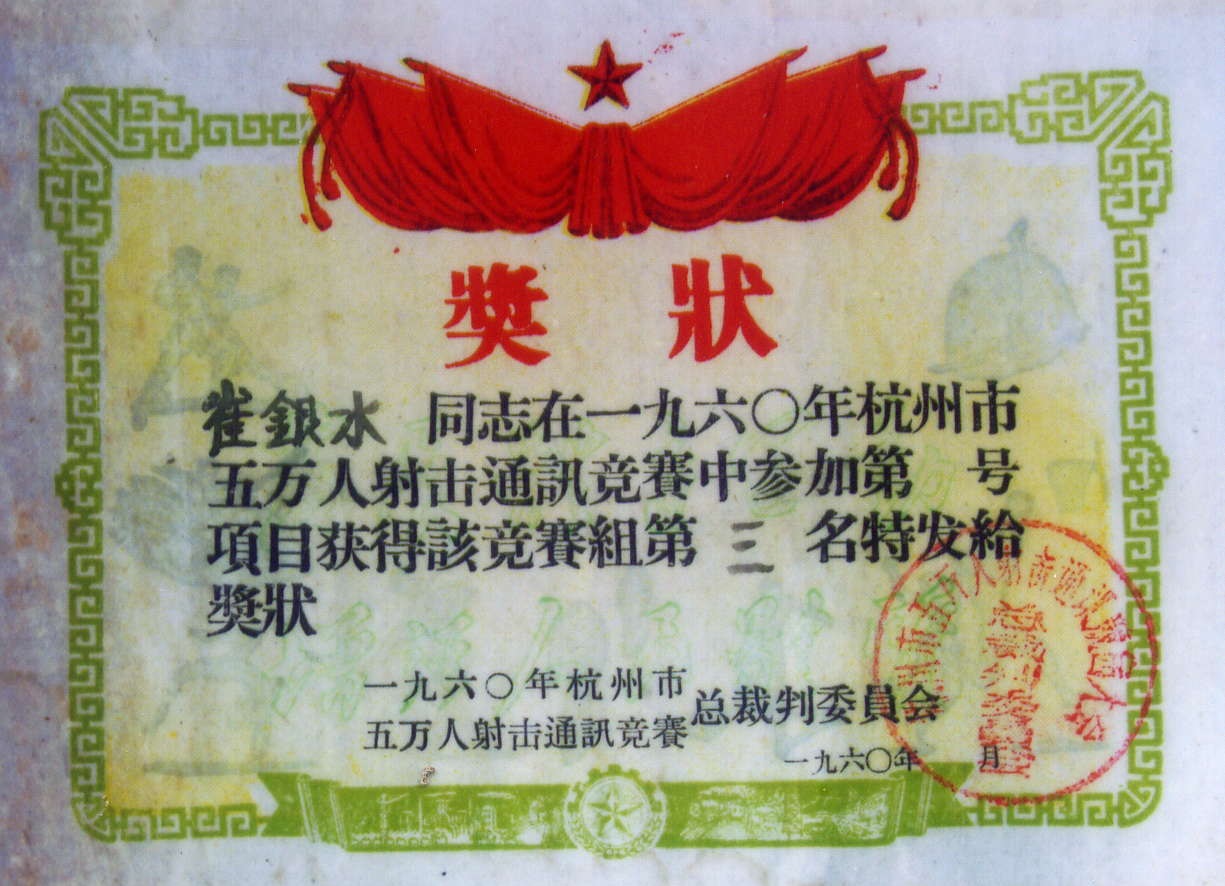 獎 狀
崔銀水 同志在一九六〇年杭州市
五万人射击通訊竞賽中参加第 号
項目获得該竞賽組第 三 名特发給
獎狀
一九六〇年杭州市
五万人射击通訊竞賽
总裁判委員会
一九六〇年 月